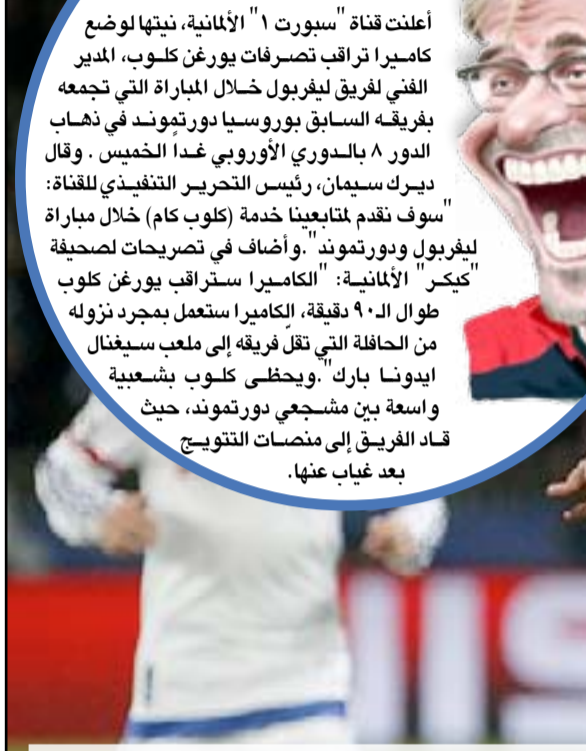 أعلنت قناة "سبورت ١" الألمانية، نيتها لوضع
كاميرا تراقب تصرفات يورغن كلوب، المدير
الفني لفريق ليفربول خلال المباراة التي تجمعه
بفريقه السابق بوروسيا دورتموند في ذهاب
الدور ٨ بالدوري الأوروبي غداً الخميس . وقال
ديرك سيمان، رئيس التحرير التنفيذي للقناة:
"سوف نقدم لمتابعينا خدمة (كلوب كام) خلال مباراة
ليفربول ودورتموند".وأضاف في تصريحات لصحيفة
"كيكر" الألمانية: "الكاميرا ستراقب يورغن كلوب
طوال الـ٩٠ دقيقة، الكاميرا ستعمل بمجرد نزوله
من الحافلة التي تقلّ فريقه إلى ملعب سيغنال
ايدونا بارك".ويحظى كلوب بشعبية
واسعة بين مشجعي دورتموند، حيث
قاد الفريق إلى منصات التتويج
بعد غياب عنها.